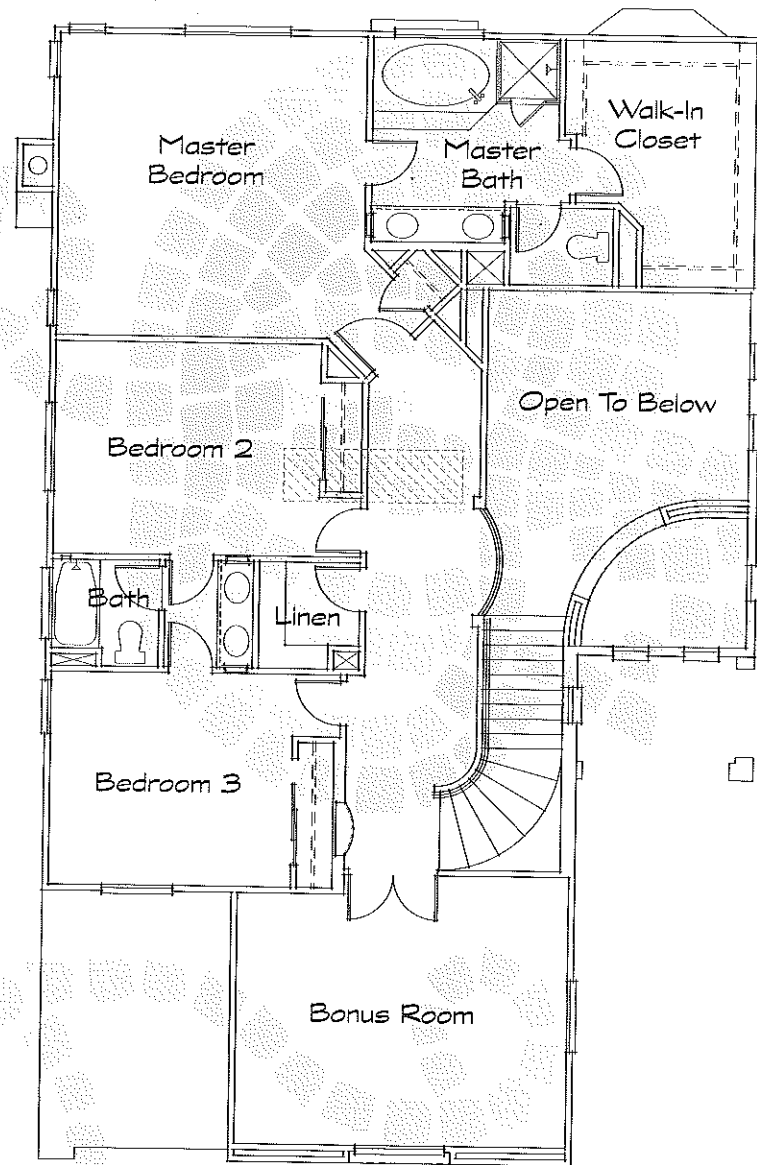 Master
Bedroom
Master
Bath
Walk-In
Closet
Bedroom 2
Open To Below
Bath
Linen
Bedroom 3
Bonus Room